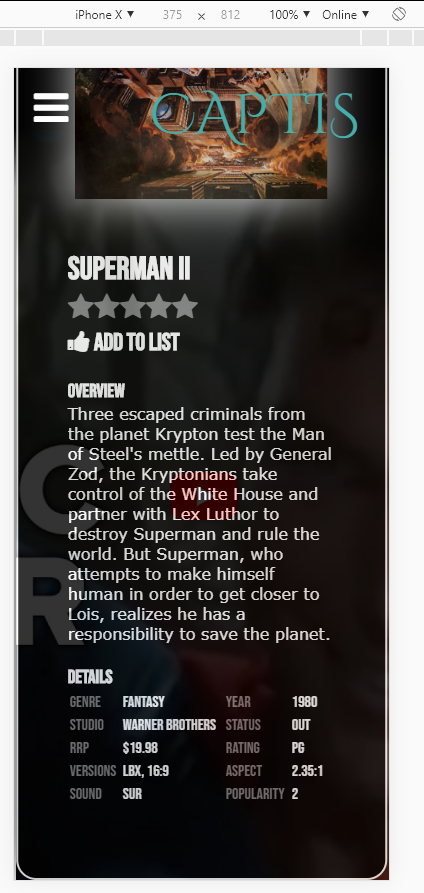 iPhone X ▼ 375 × 812 100% ▼ Online ▼
CAPTIS
SUPERMAN II
ADD TO LIST
OVERVIEW
Three escaped criminals from
the planet Krypton test the Man
of Steel's mettle. Led by General
Zod, the Kryptonians take
control of the White House and
partner with Lex Luthor to
destroy Superman and rule the
world. But Superman, who
attempts to make himself
human in order to get closer to
Lois, realizes he has a
responsibility to save the planet.
C
R
DETAILS
GENRE FANTASY YEAR 1980
STUDIO WARNER BROTHERS STATUS OUT
RRP $19.98 RATING PG
VERSIONS LBX, 16:9 ASPECT 2.35:1
SOUND SUR POPULARITY 2